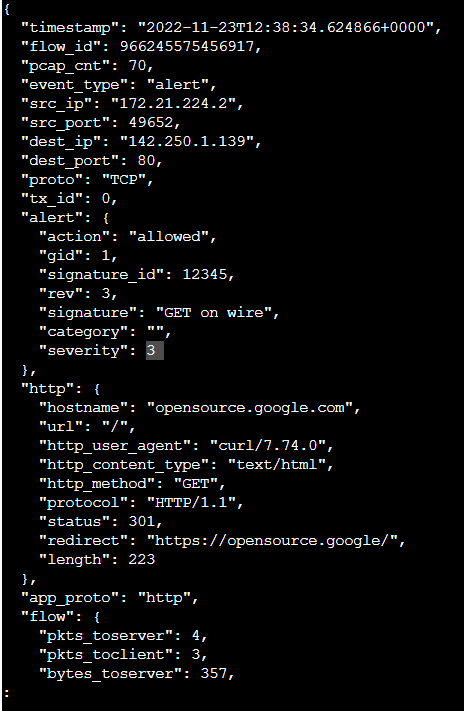 {
  "timestamp": "2022-11-23T12:38:34.624866+0000",
  "flow_id": 966245575456917,
  "pcap_cnt": 70,
  "event_type": "alert",
  "src_ip": "172.21.224.2",
  "src_port": 49652,
  "dest_ip": "142.250.1.139",
  "dest_port": 80,
  "proto": "TCP",
  "tx_id": 0,
  "alert": {
    "action": "allowed",
    "gid": 1,
    "signature_id": 12345,
    "rev": 3,
    "signature": "GET on wire",
    "category": "",
    "severity": 3
  },
  "http": {
    "hostname": "opensource.google.com",
    "url": "/",
    "http_user_agent": "curl/7.74.0",
    "http_content_type": "text/html",
    "http_method": "GET",
    "protocol": "HTTP/1.1",
    "status": 301,
    "redirect": "https://opensource.google/",
    "length": 223
  },
  "app_proto": "http",
  "flow": {
    "pkts_toserver": 4,
    "pkts_toclient": 3,
    "bytes_toserver": 357,
: